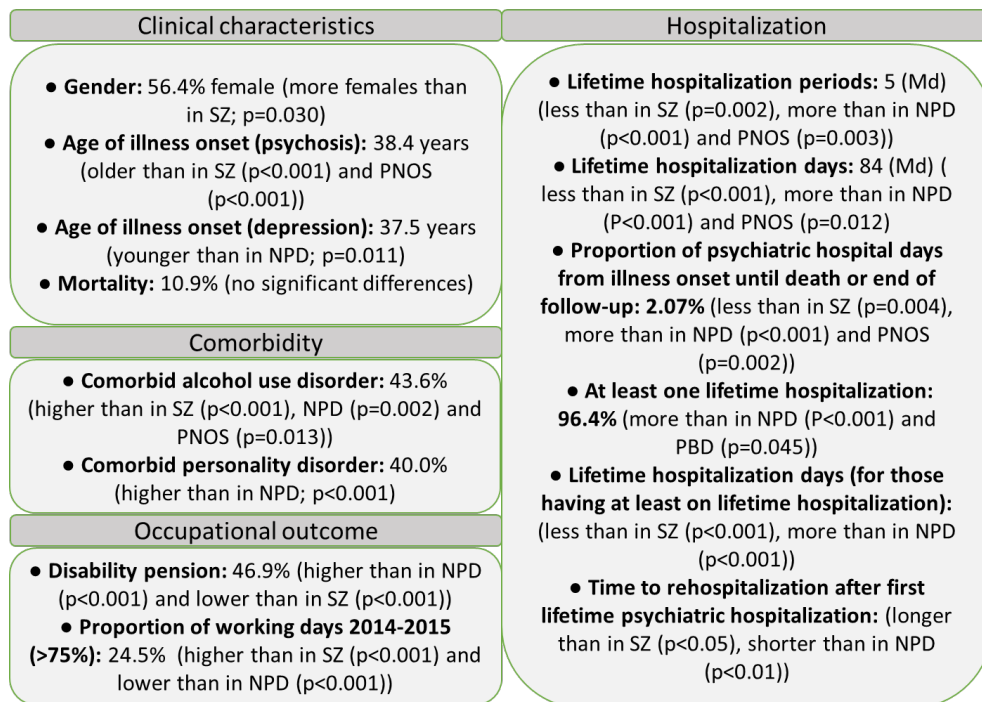 Clinical characteristics
● Gender: 56.4% female (more females than
in SZ; p=0.030)
● Age of illness onset (psychosis): 38.4 years
(older than in SZ (p<0.001) and PNOS
(p<0.001))
● Age of illness onset (depression): 37.5 years
(younger than in NPD; p=0.011)
● Mortality: 10.9% (no significant differences)
Comorbidity
● Comorbid alcohol use disorder: 43.6%
(higher than in SZ (p<0.001), NPD (p=0.002) and
PNOS (p=0.013))
● Comorbid personality disorder: 40.0%
(higher than in NPD; p<0.001)
Occupational outcome
● Disability pension: 46.9% (higher than in NPD
(p<0.001) and lower than in SZ (p<0.001))
● Proportion of working days 2014-2015
(>75%): 24.5% (higher than in SZ (p<0.001) and
lower than in NPD (p<0.001))
Hospitalization
● Lifetime hospitalization periods: 5 (Md)
(less than in SZ (p=0.002), more than in NPD
(p<0.001) and PNOS (p=0.003))
● Lifetime hospitalization days: 84 (Md) (
less than in SZ (p<0.001), more than in NPD
(P<0.001) and PNOS (p=0.012)
● Proportion of psychiatric hospital days
from illness onset until death or end of
follow-up: 2.07% (less than in SZ (p=0.004),
more than in NPD (p<0.001) and PNOS
(p=0.002))
● At least one lifetime hospitalization:
96.4% (more than in NPD (P<0.001) and
PBD (p=0.045))
● Lifetime hospitalization days (for those
having at least on lifetime hospitalization):
(less than in SZ (p<0.001), more than in NPD
(p<0.001))
● Time to rehospitalization after first
lifetime psychiatric hospitalization: (longer
than in SZ (p<0.05), shorter than in NPD
(p<0.01))